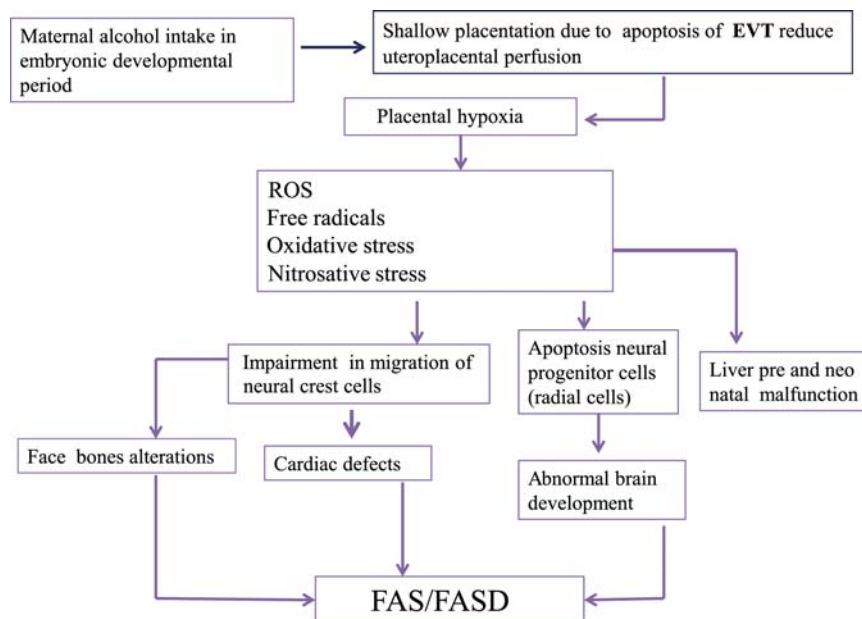 Maternal alcohol intake in
embryonic developmental
period
Shallow placentation due to apoptosis of EVT reduce
uteroplacental perfusion
Placental hypoxia
ROS
Free radicals
Oxidative stress
Nitrosative stress
Impairment in migration of
neural crest cells
Apoptosis neural
progenitor cells
(radial cells)
Liver pre and neo
natal malfunction
Face bones alterations
Cardiac defects
Abnormal brain
development
FAS/FASD